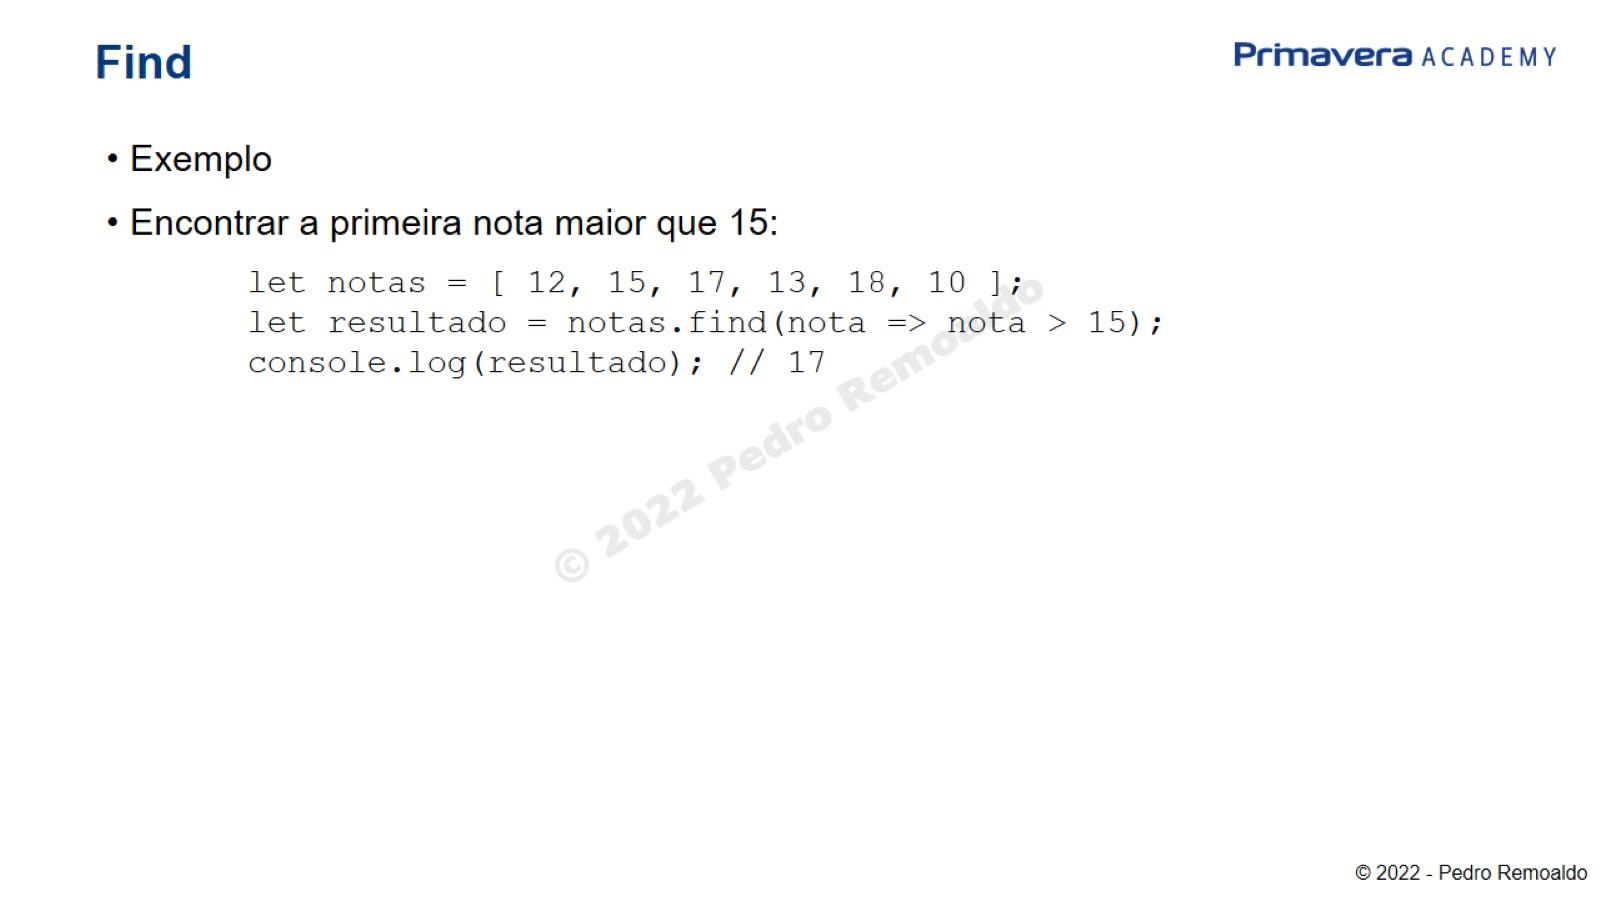 Find
Primavera ACADEMY
• Exemplo
• Encontrar a primeira nota maior que 15:
let notas = [ 12, 15, 17, 13, 18, 10 ];
let resultado = notas.find(nota => nota > 15);
console.log(resultado); // 17
© 2022 Pedro Remoaldo
© 2022 - Pedro Remoaldo